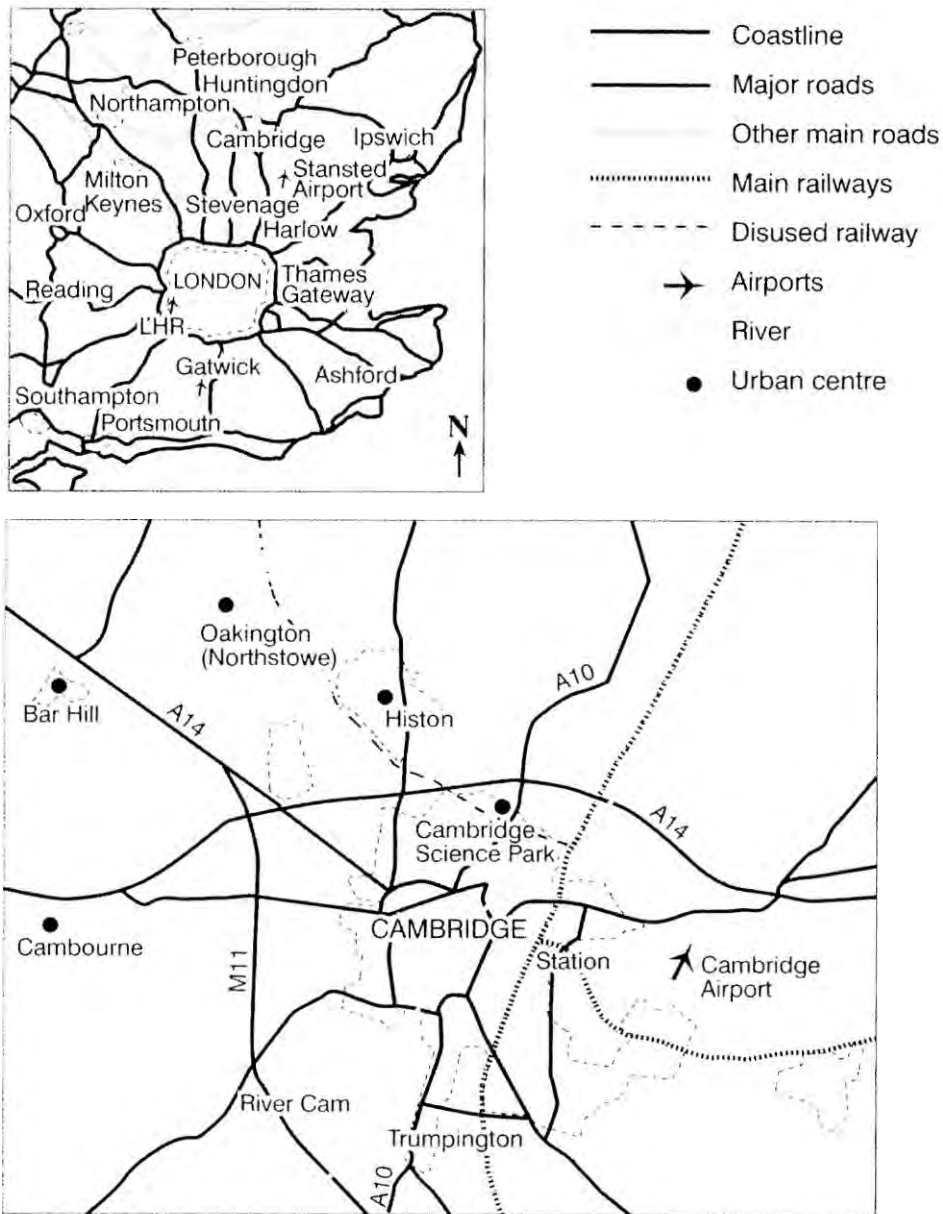 Peterborough
Huntingdon
Northampton
Cambridge
Ipswich
Stansted
Airport
Milton
Keynes
Stevenage
Oxford
Harlow
LONDON
Thames
Gateway
Reading
L'HR
Gatwick
Ashford
Southampton
Portsmoutn
N
Coastline
Major roads
Other main roads
Main railways
Disused railway
Airports
River
Urban centre
Oakington
(Northstowe)
Bar Hill
A14
Histon
A10
Cambridge
Science Park
A14
CAMBRIDGE
Cambourne
M11
Station
Cambridge
Airport
River Cam
Trumpington
A10